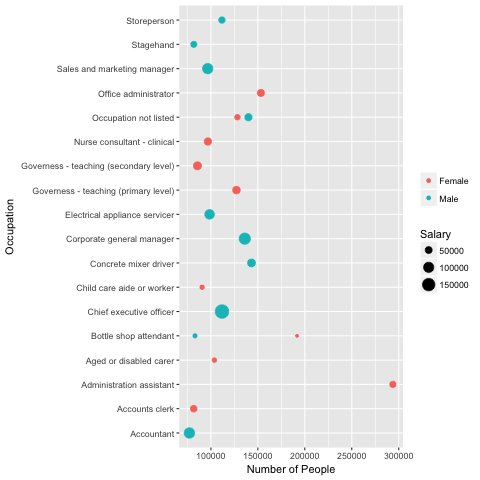 Storeperson
Stagehand
Sales and marketing manager
Office administrator
Occupation not listed
Nurse consultant - clinical
Governess - teaching (secondary level)
Governess - teaching (primary level)
Electrical appliance servicer
Corporate general manager
Concrete mixer driver
Child care aide or worker
Chief executive officer
Bottle shop attendant
Aged or disabled carer
Administration assistant
Accounts clerk
Accountant
Occupation
100000 150000 200000 250000 300000
Number of People
Female
Male
Salary
50000
100000
150000